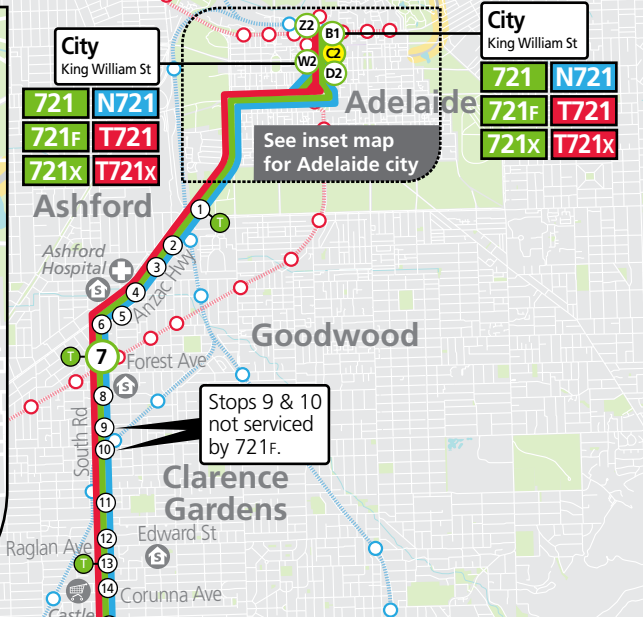 City
King William St
721 N721
721F T721
721X T721X
Z2
B1
C2
W2
D2
City
King William St
721 N721
721F T721
721X T721X
Adelaide
See inset map
for Adelaide city
Ashford
1
T
2
Ashford
Hospital
3
Anzac Hwy
S
4
5
6
Goodwood
T
7
Forest Ave
S
8
Stops 9 & 10
not serviced
by 721F.
South Rd
9
10
Clarence
Gardens
11
Edward St
12
Raglan Ave
S
T
13
14
Corunna Ave
Castle